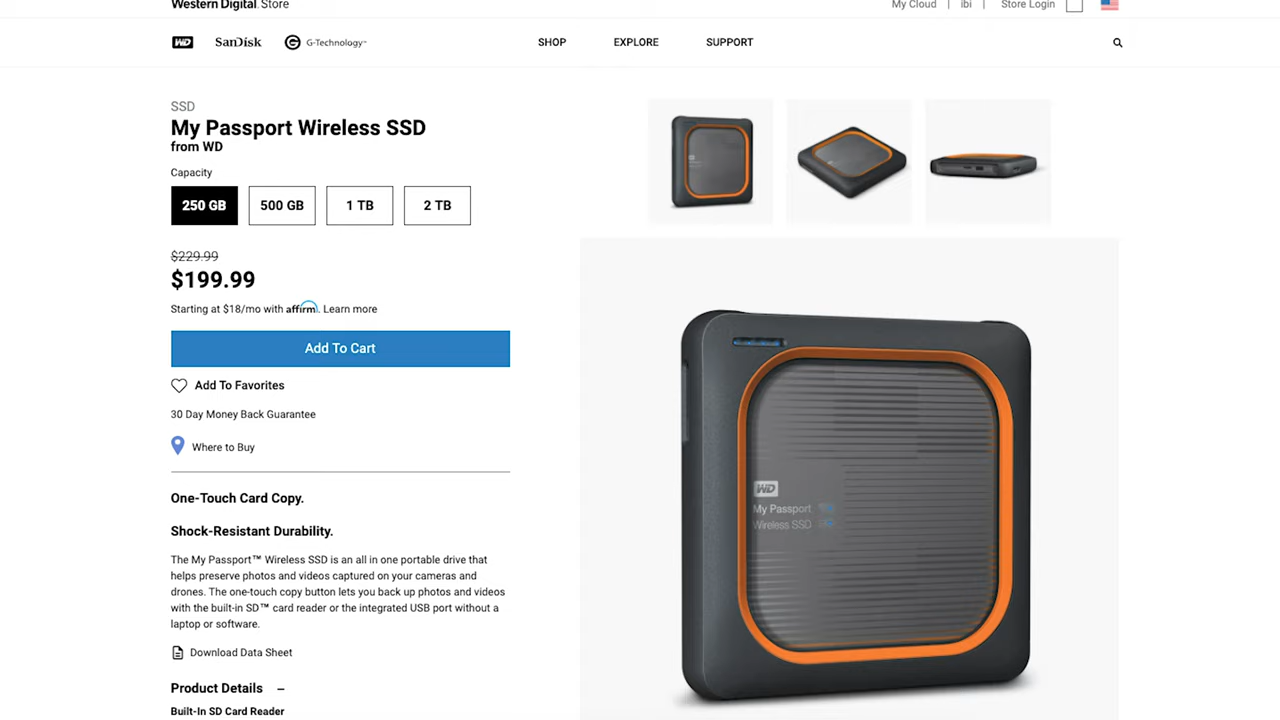 Western Digital. Store
My Cloud | ibi | Store Login
WD SanDisk G-Technology™ SHOP EXPLORE SUPPORT
SSD
My Passport Wireless SSD
from WD
Capacity
250 GB 500 GB 1 TB 2 TB
$229.99
$199.99
Starting at $18/mo with affirm. Learn more
Add To Cart
Add To Favorites
30 Day Money Back Guarantee
Where to Buy
One-Touch Card Copy.
Shock-Resistant Durability.
The My Passport™ Wireless SSD is an all in one portable drive that
helps preserve photos and videos captured on your cameras and
drones. The one-touch copy button lets you back up photos and videos
with the built-in SD™ card reader or the integrated USB port without a
laptop or software.
Download Data Sheet
Product Details –
Built-In SD Card Reader
WD
My Passport
Wireless SSD